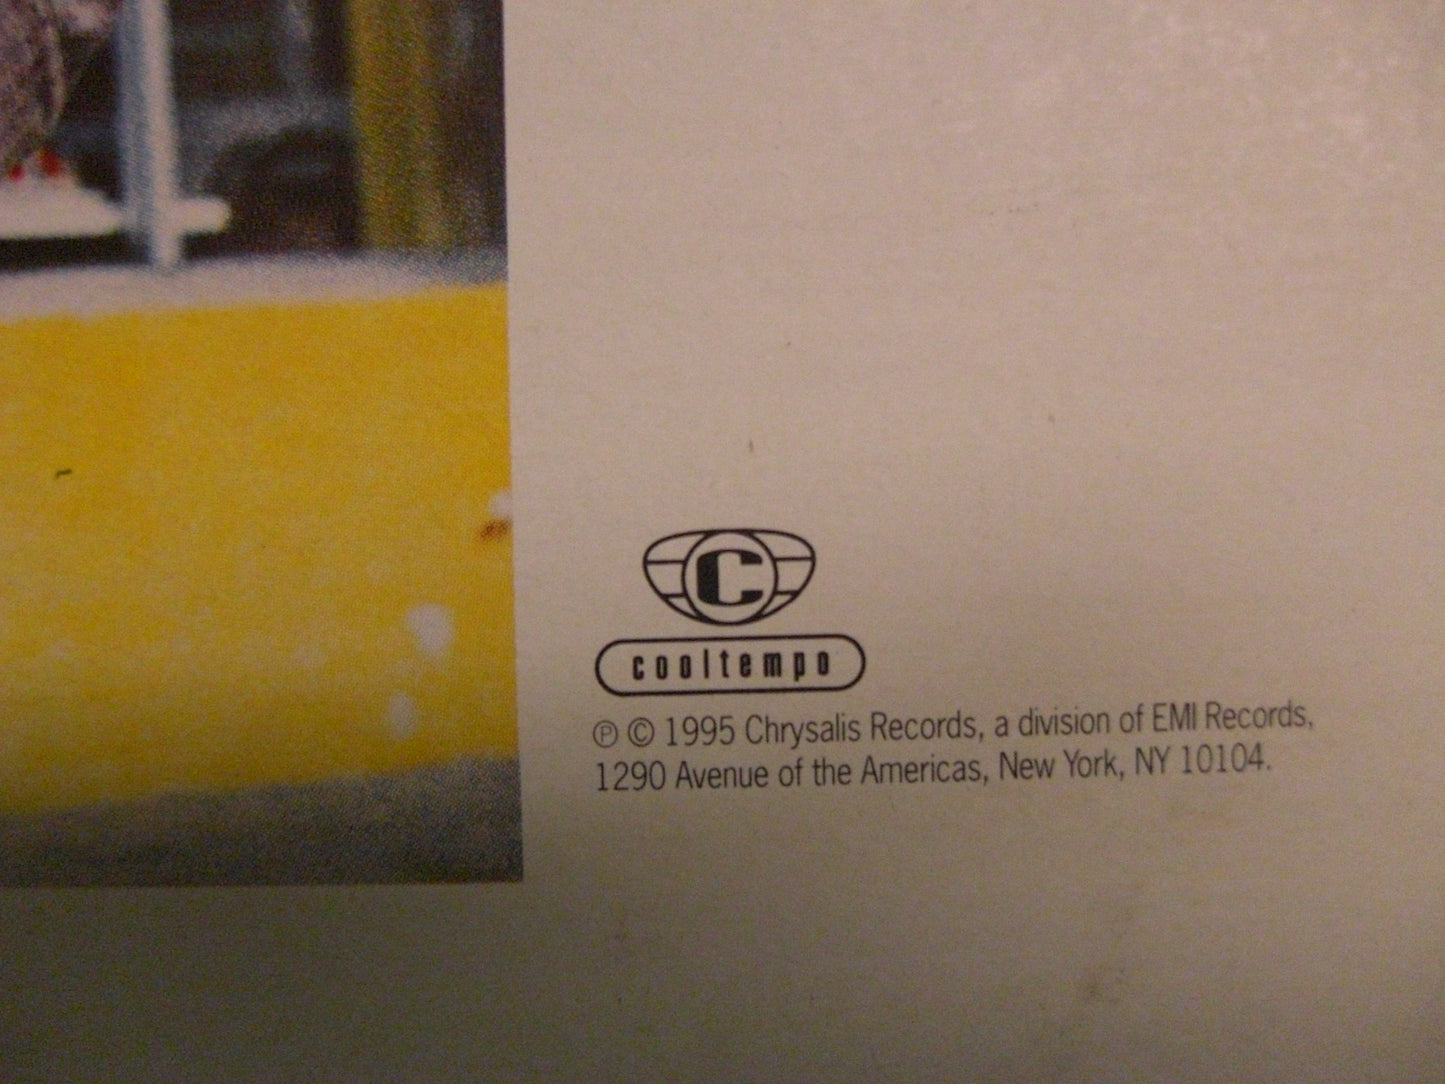 C
cooltempo
℗ © 1995 Chrysalis Records, a division of EMI Records,
1290 Avenue of the Americas, New York, NY 10104.